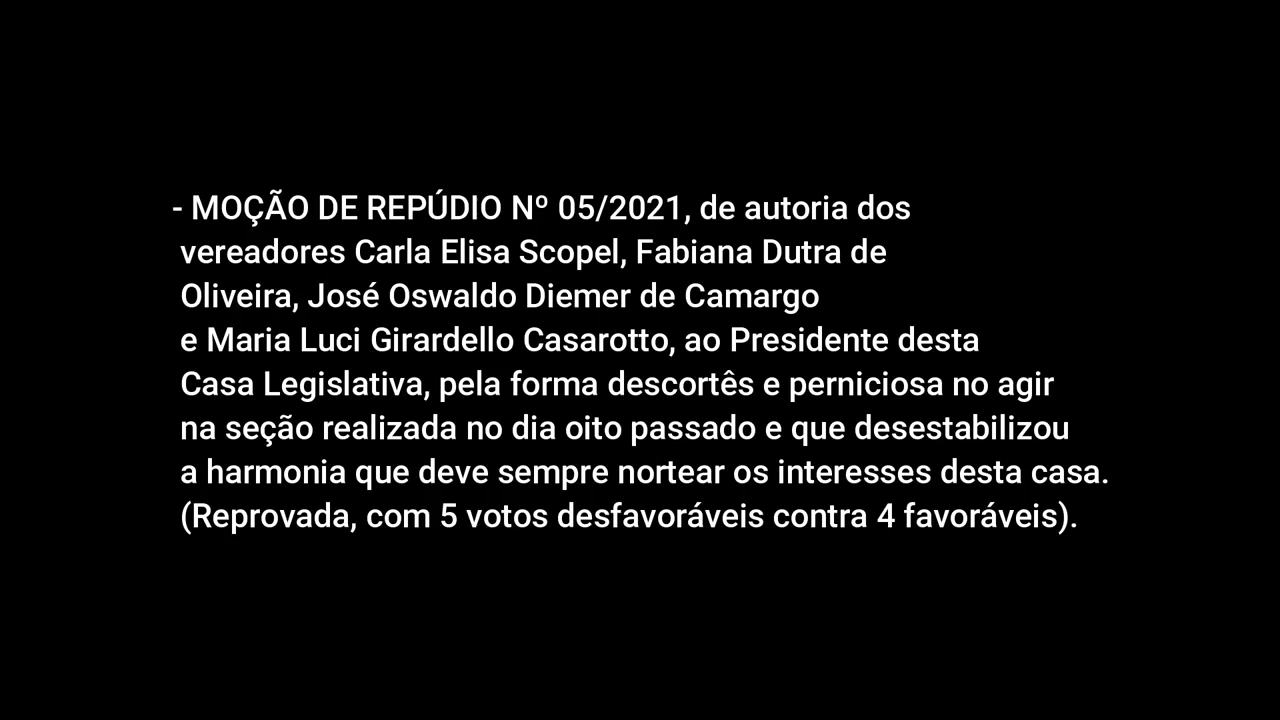 - MOÇÃO DE REPÚDIO Nº 05/2021, de autoria dos
vereadores Carla Elisa Scopel, Fabiana Dutra de
Oliveira, José Oswaldo Diemer de Camargo
e Maria Luci Girardello Casarotto, ao Presidente desta
Casa Legislativa, pela forma descortês e perniciosa no agir
na seção realizada no dia oito passado e que desestabilizou
a harmonia que deve sempre nortear os interesses desta casa.
(Reprovada, com 5 votos desfavoráveis contra 4 favoráveis).